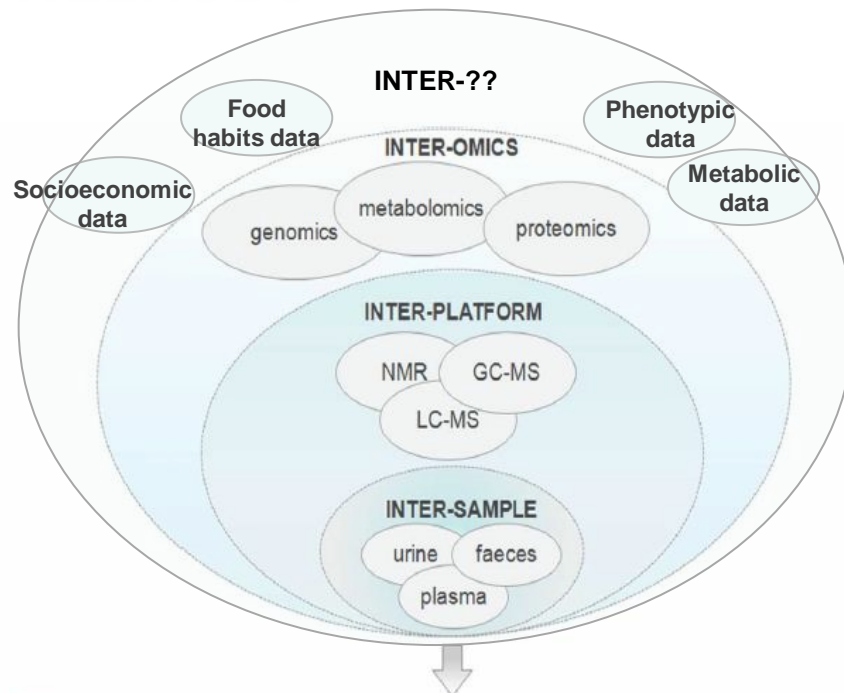 INTER-??
Food
habits data
Phenotypic
data
INTER-OMICS
Socioeconomic
data
Metabolic
data
genomics
metabolomics
proteomics
INTER-PLATFORM
NMR
GC-MS
LC-MS
INTER-SAMPLE
urine
faeces
plasma